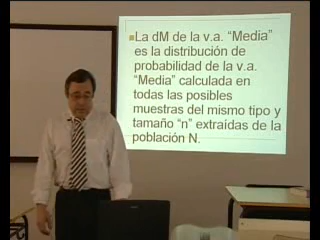 La dM de la v.a. “Media”
es la distribución de
probabilidad de la v.a.
“Media” calculada en
todas las posibles
muestras del mismo tipo y
tamaño “n” extraídas de la
población N.